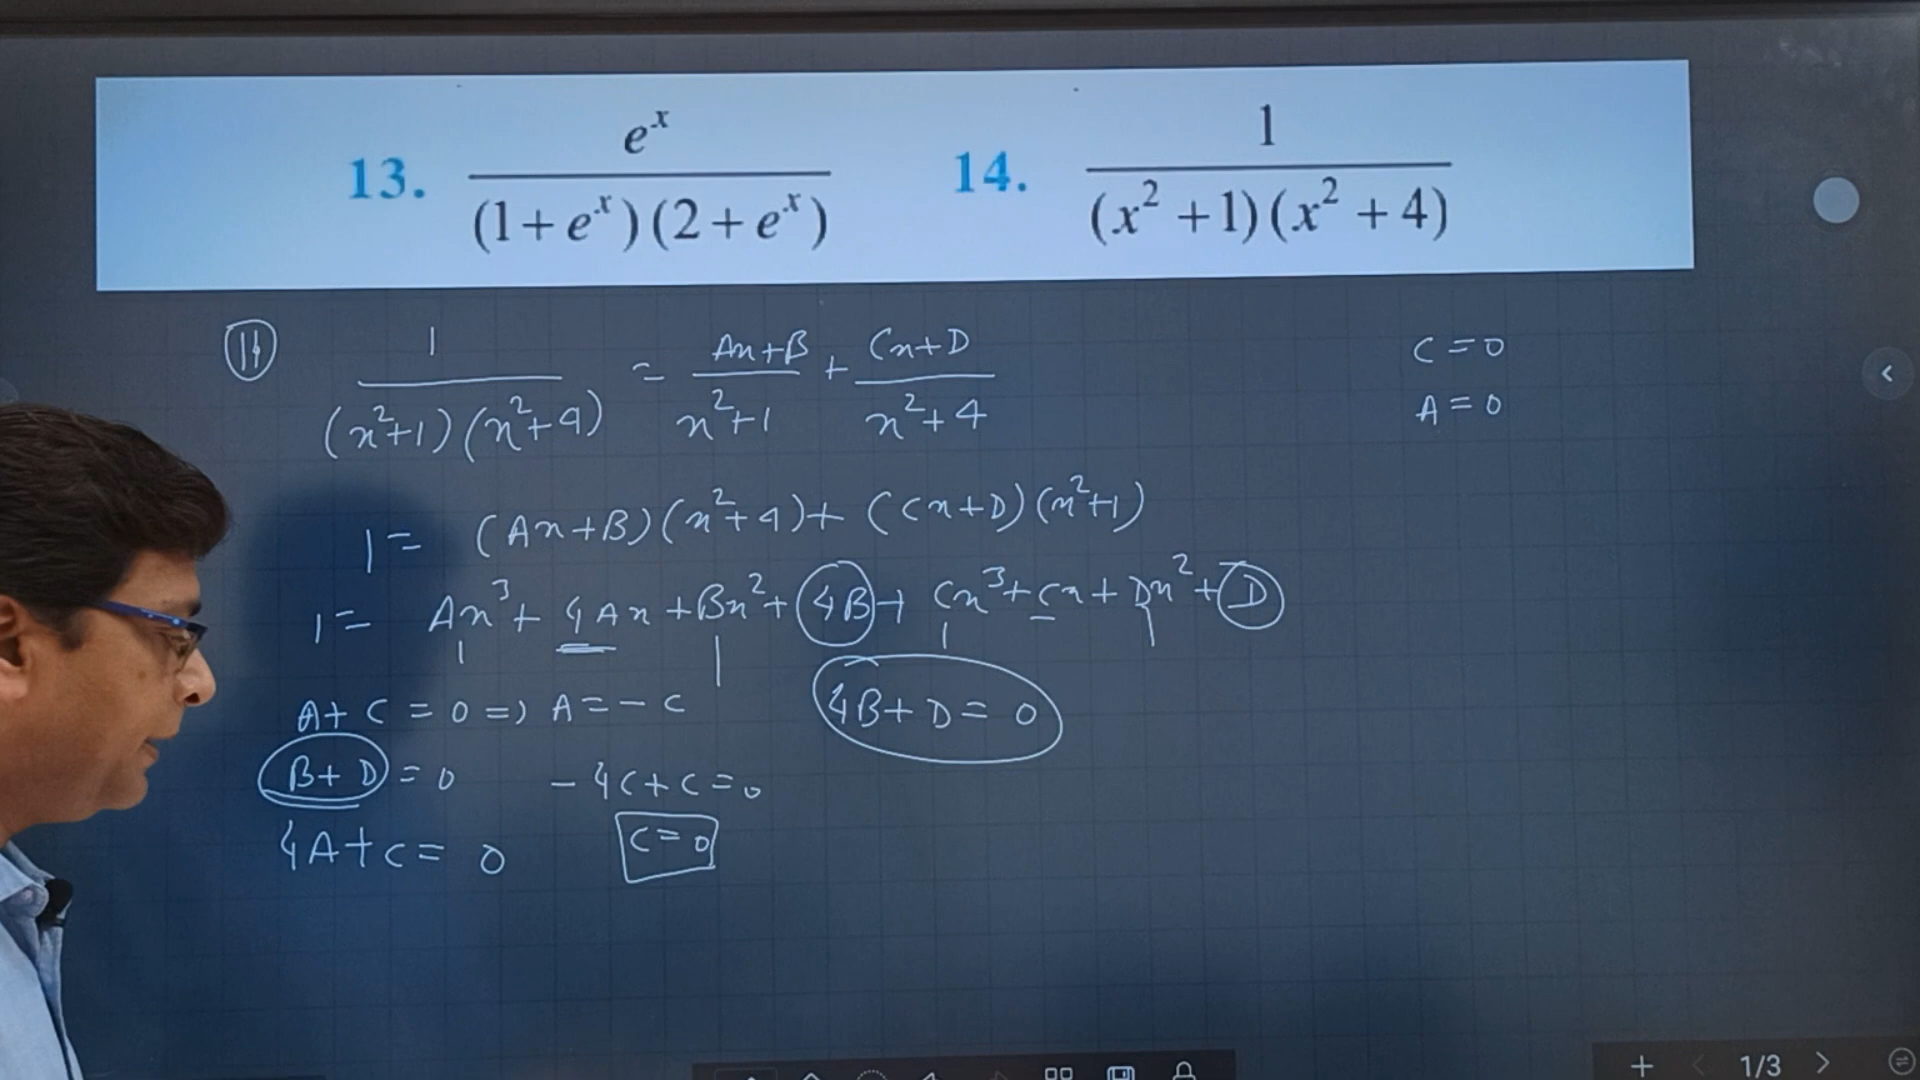 13. e^x / (1+e^x)(2+e^x)    14. 1 / (x^2+1)(x^2+4)
14 1 / (x^2+1)(x^2+4) = Ax+B / x^2+1 + Cx+D / x^2+4
C = 0
A = 0
1 = (Ax+B)(x^2+4) + (Cx+D)(x^2+1)
1 = Ax^3 + 4Ax + Bx^2 + 4B + Cx^3 + Cx + Dx^2 + D
A + C = 0 => A = -C    4B + D = 0
B + D = 0    -4C + C = 0
4A + C = 0    C = 0
1/3